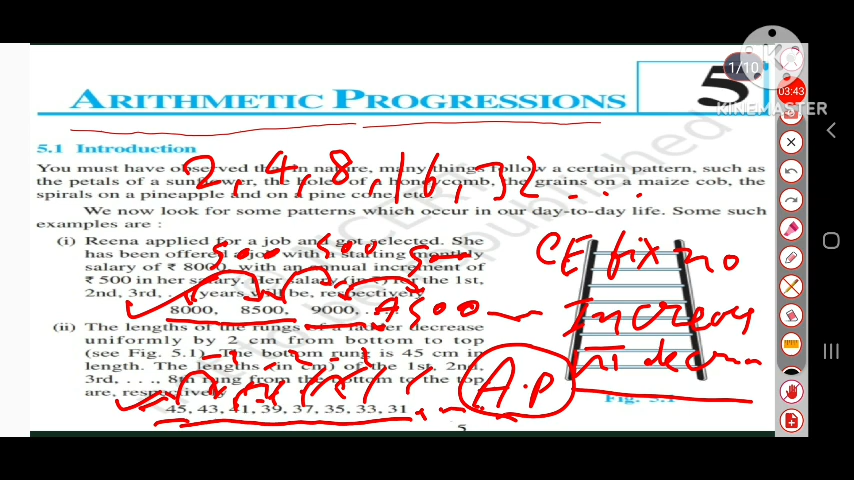 1/10
5
03:43
KINEMASTER
ARITHMETIC PROGRESSIONS
5.1 Introduction
2, 4, 8, 16, 32 ...
You must have observed that in nature, many things follow a certain pattern, such as
the petals of a sunflower, the holes of a honeycomb, the grains on a maize cob, the
spirals on a pineapple and on a pine cone etc.
We now look for some patterns which occur in our day-to-day life. Some such
examples are :
(i) Reena applied for a job and got selected. She
500 500 500
has been offered a job with a starting monthly
salary of ₹ 8000, with an annual increment of
₹ 500 in her salary. Her salary (in ₹) for the 1st,
2nd, 3rd, . . . years will be, respectively
8000, 8500, 9000, . . .
500
fix no
(ii) The lengths of the rungs of a ladder decrease
uniformly by 2 cm from bottom to top
(see Fig. 5.1). The bottom rung is 45 cm in
length. The lengths (in cm) of the 1st, 2nd,
3rd, . . ., 8th rung from the bottom to the top
are, respectively
45, 43, 41, 39, 37, 35, 33, 31
-2 -2
A.P
Fig. 5.1
5